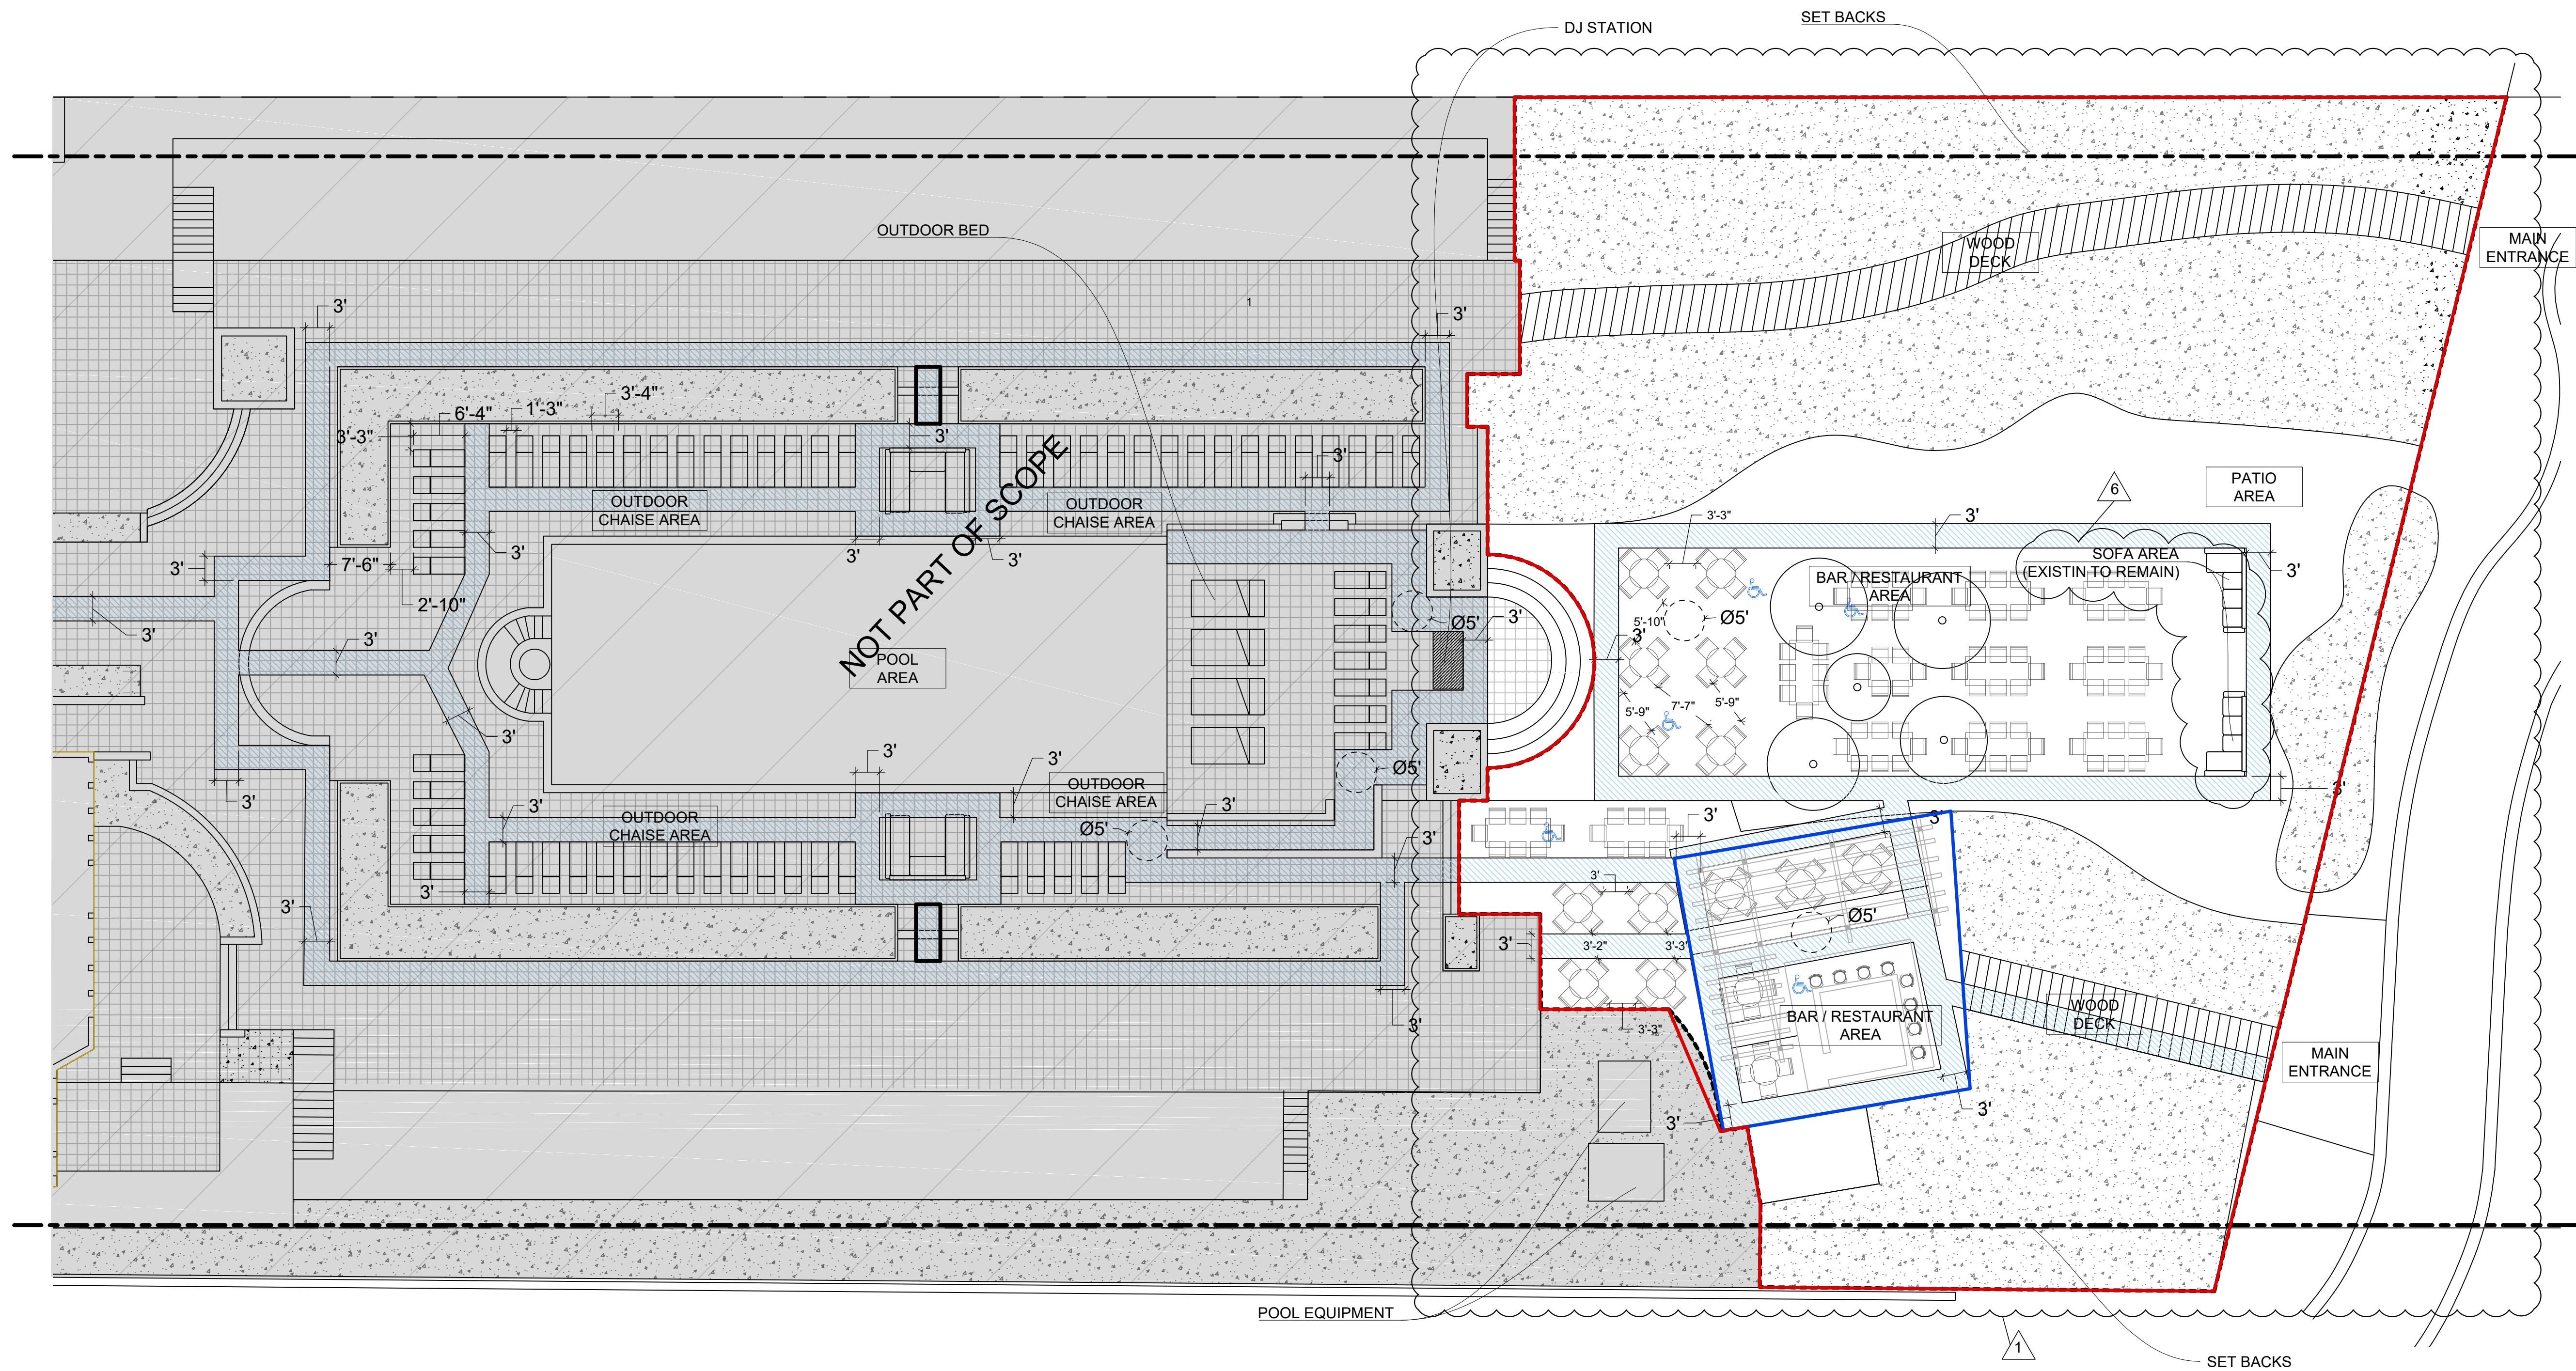 SET BACKS
DJ STATION
OUTDOOR BED
WOOD
DECK
MAIN
ENTRANCE
1
3'
3'
3'-4"
1'-3"
6'-4"
3'-3"
3'
3'
OUTDOOR
CHAISE AREA
OUTDOOR
CHAISE AREA
NOT PART OF SCOPE
PATIO
AREA
6
3'-3"
3'
3'
3'
3'
3'
7'-6"
2'-10"
SOFA AREA
(EXISTIN TO REMAIN)
3'
BAR / RESTAURANT
AREA
3'
3'
3'
Ø5'
3'
5'-10"
3'
Ø5'
POOL
AREA
5'-9"
7'-7"
5'-9"
3'
3'
3'
Ø5'
3'
3'
OUTDOOR
CHAISE AREA
3'
OUTDOOR
CHAISE AREA
3'
Ø5'
3'
3'
3'
3'
3'
3'
3'
Ø5'
3'
3'-2"
3'-3"
3'
3'-3"
BAR / RESTAURANT
AREA
WOOD
DECK
MAIN
ENTRANCE
3'
3'
POOL EQUIPMENT
1
SET BACKS